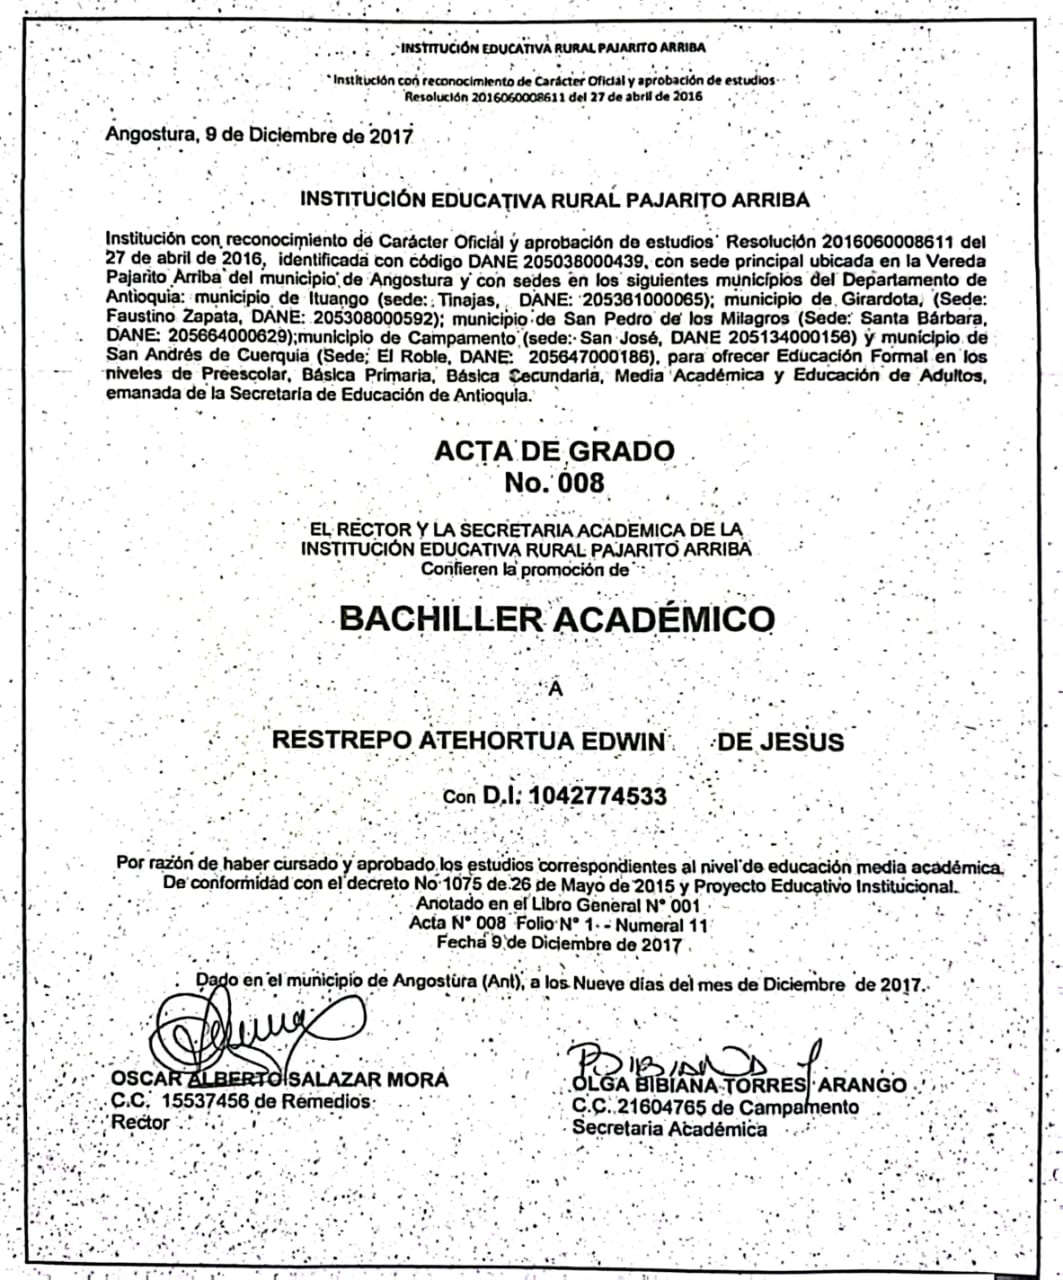 INSTITUCIÓN EDUCATIVA RURAL PAJARITO ARRIBA
Institución con reconocimiento de Carácter Oficial y aprobación de estudios
Resolución 2016060008611 del 27 de abril de 2016
Angostura, 9 de Diciembre de 2017
INSTITUCIÓN EDUCATIVA RURAL PAJARITO ARRIBA
Institución con reconocimiento de Carácter Oficial y aprobación de estudios Resolución 2016060008611 del
27 de abril de 2016, identificada con código DANE 205038000439, con sede principal ubicada en la Vereda
Pajarito Arriba del municipio de Angostura y con sedes en los siguientes municipios del Departamento de
Antioquia: municipio de Ituango (sede: Tinajas, DANE: 205361000065); municipio de Girardota, (Sede:
Faustino Zapata, DANE: 205308000592); municipio de San Pedro de los Milagros (Sede: Santa Bárbara,
DANE: 205664000629);municipio de Campamento (sede: San José, DANE 205134000156) y municipio de
San Andrés de Cuerquia (Sede; El Roble, DANE: 205647000186), para ofrecer Educación Formal en los
niveles de Preescolar, Básica Primaria, Básica Secundaria, Media Académica y Educación de Adultos,
emanada de la Secretaría de Educación de Antioquia.
ACTA DE GRADO
No. 008
EL RECTOR Y LA SECRETARIA ACADEMICA DE LA
INSTITUCIÓN EDUCATIVA RURAL PAJARITO ARRIBA
Confieren la promoción de
BACHILLER ACADÉMICO
A
RESTREPO ATEHORTUA EDWIN DE JESUS
Con D.I: 1042774533
Por razón de haber cursado y aprobado los estudios correspondientes al nivel de educación media académica.
De conformidad con el decreto No 1075 de 26 de Mayo de 2015 y Proyecto Educativo Institucional.
Anotado en el Libro General N° 001
Acta N° 008 Folio N° 1 - Numeral 11
Fecha 9 de Diciembre de 2017
Dado en el municipio de Angostura (Ant), a los Nueve días del mes de Diciembre de 2017.
OSCAR ALBERTO SALAZAR MORA
C.C. 15537456 de Remedios
Rector
OLGA BIBIANA TORRES ARANGO
C.C. 21604765 de Campamento
Secretaria Académica